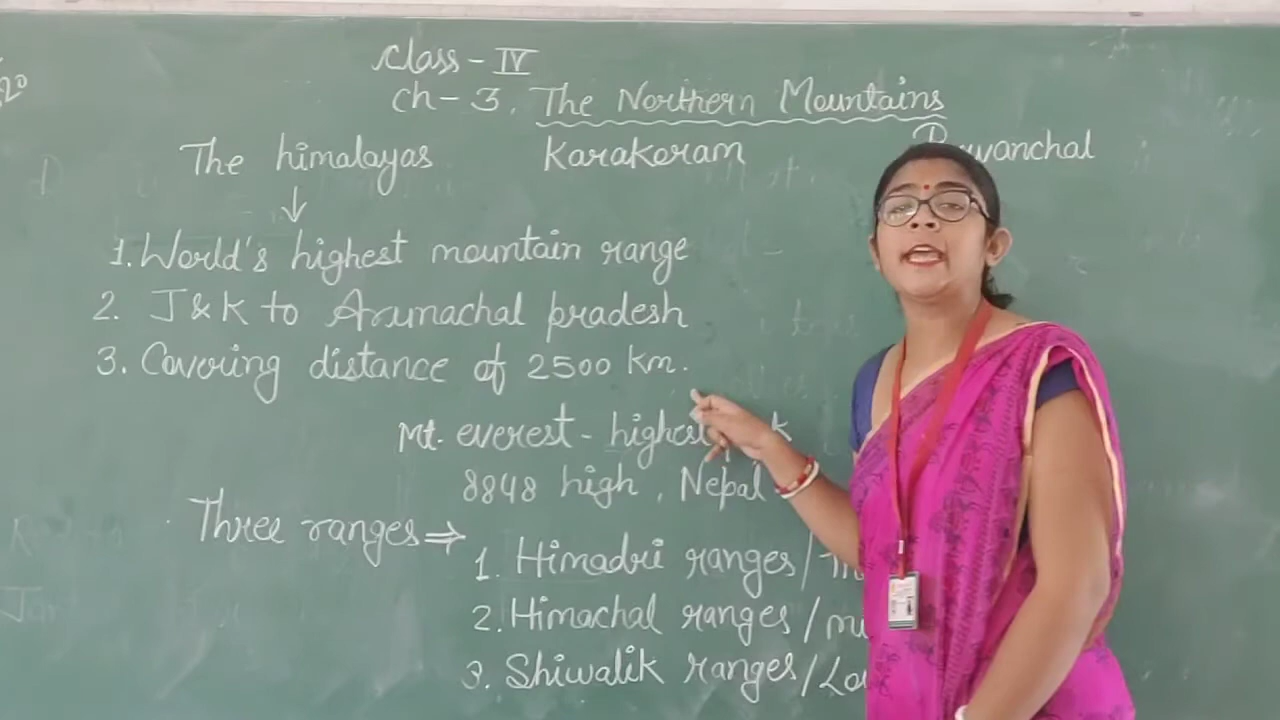 Class - IV
Ch - 3. The Northern Mountains
The himalayas Karakoram
↓
1. World's highest mountain range
2. J&K to Arunachal pradesh
3. Covering distance of 2500 km.
Mt. everest - highest
8848 high, Nepal
Three ranges ⇒
1. Himadri ranges/
2. Himachal ranges/
3. Shiwalik ranges/